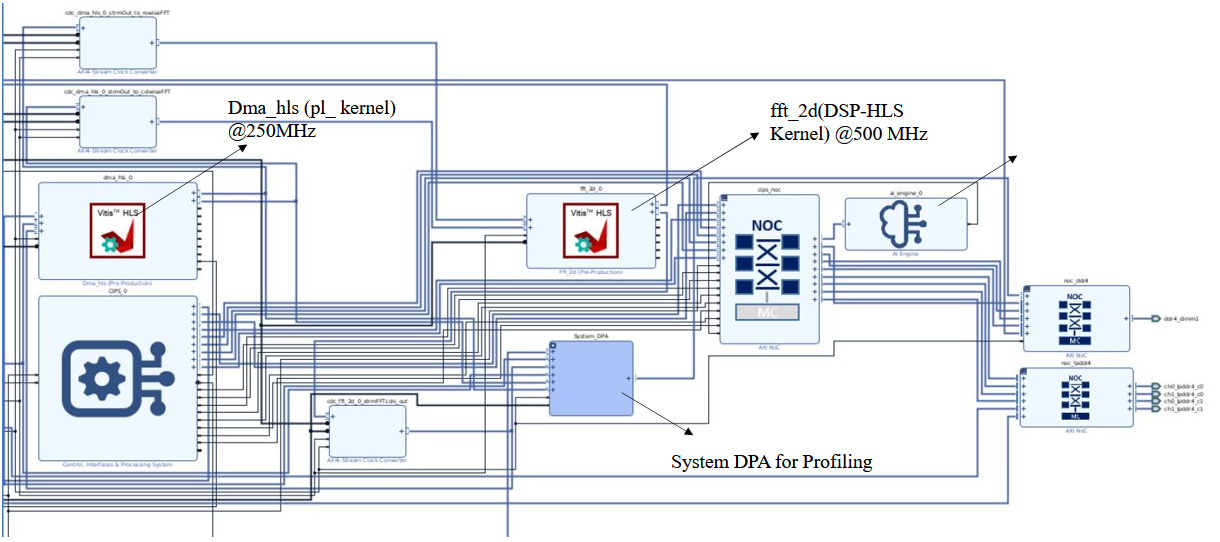 cdc_dma_hls_0_strmOut_to_rowiseFFT
AXI4-Stream Clock Converter
cdc_dma_hls_0_strmOut_to_colwiseFFT
AXI4-Stream Clock Converter
Dma_hls (pl_ kernel)
@250MHz
fft_2d(DSP-HLS
Kernel) @500 MHz
dma_hls_0
Vitis™ HLS
Dma_hls (Pre-Production)
fft_2d_0
Vitis™ HLS
Fft_2d (Pre-Production)
cips_noc
NOC
MC
AXI NoC
ai_engine_0
AI Engine
CIPS_0
Control, Interfaces & Processing System
System_DPA
cdc_fft_2d_0_strmFFTcols_out
AXI4-Stream Clock Converter
System DPA for Profiling
noc_ddr4
NOC
MC
AXI NoC
ddr4_dimm1
noc_lpddr4
NOC
MC
AXI NoC
ch0_lpddr4_c0
ch1_lpddr4_c0
ch0_lpddr4_c1
ch1_lpddr4_c1